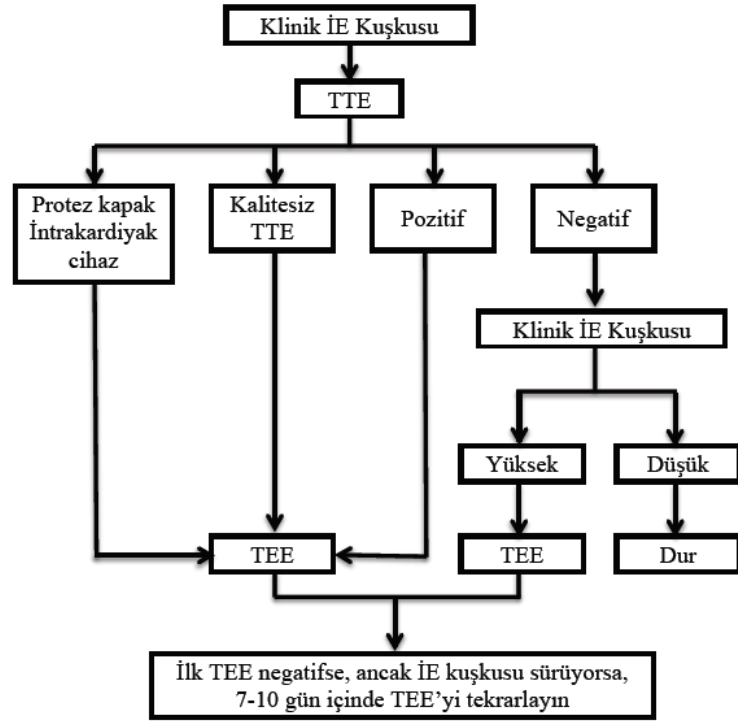 Klinik İE Kuşkusu
TTE
Protez kapak
İntrakardiyak
cihaz
Kalitesiz
TTE
Pozitif
Negatif
Klinik İE Kuşkusu
Yüksek
Düşük
TEE
TEE
Dur
İlk TEE negatifse, ancak İE kuşkusu sürüyorsa,
7-10 gün içinde TEE’yi tekrarlayın